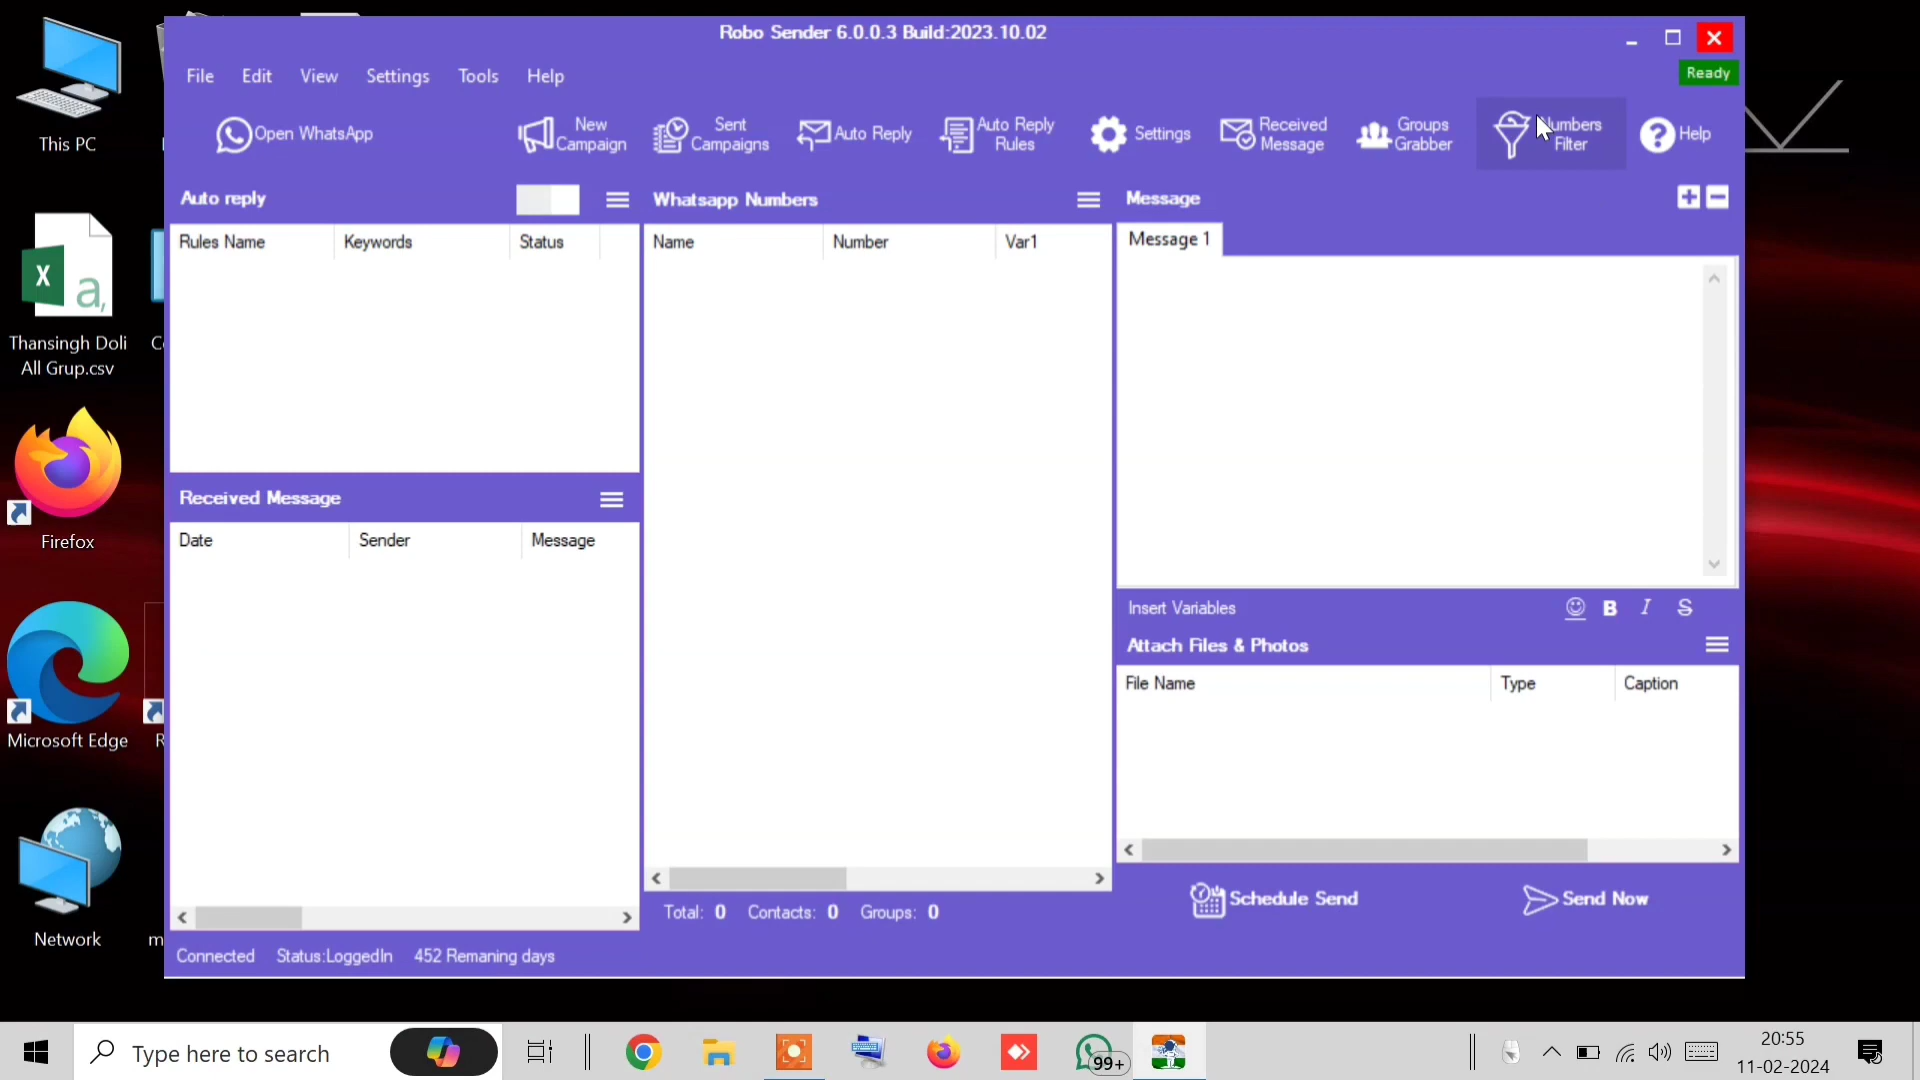 Robo Sender 6.0.0.3 Build:2023.10.02
File Edit View Settings Tools Help
Ready
Open WhatsApp
New
Campaign
Sent
Campaigns
Auto Reply
Auto Reply
Rules
Settings
Received
Message
Groups
Grabber
Filter
Help
Auto reply
Rules Name Keywords Status
Whatsapp Numbers
Name Number Var1
Message
Message 1
Received Message
Date Sender Message
Insert Variables
B I S
Attach Files & Photos
File Name Type Caption
Total: 0 Contacts: 0 Groups: 0
Schedule Send
Send Now
Connected Status:LoggedIn 452 Remaning days
This PC
X a,
Thansingh Doli
All Grup.csv
Firefox
Microsoft Edge
Network
Type here to search
99+
20:55
11-02-2024